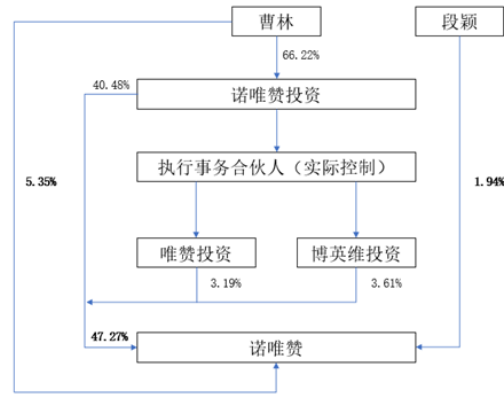 曹林
段颖
66.22%
40.48%
诺唯赞投资
执行事务合伙人（实际控制）
5.35%
1.94%
唯赞投资
博英维投资
3.19%
3.61%
47.27%
诺唯赞